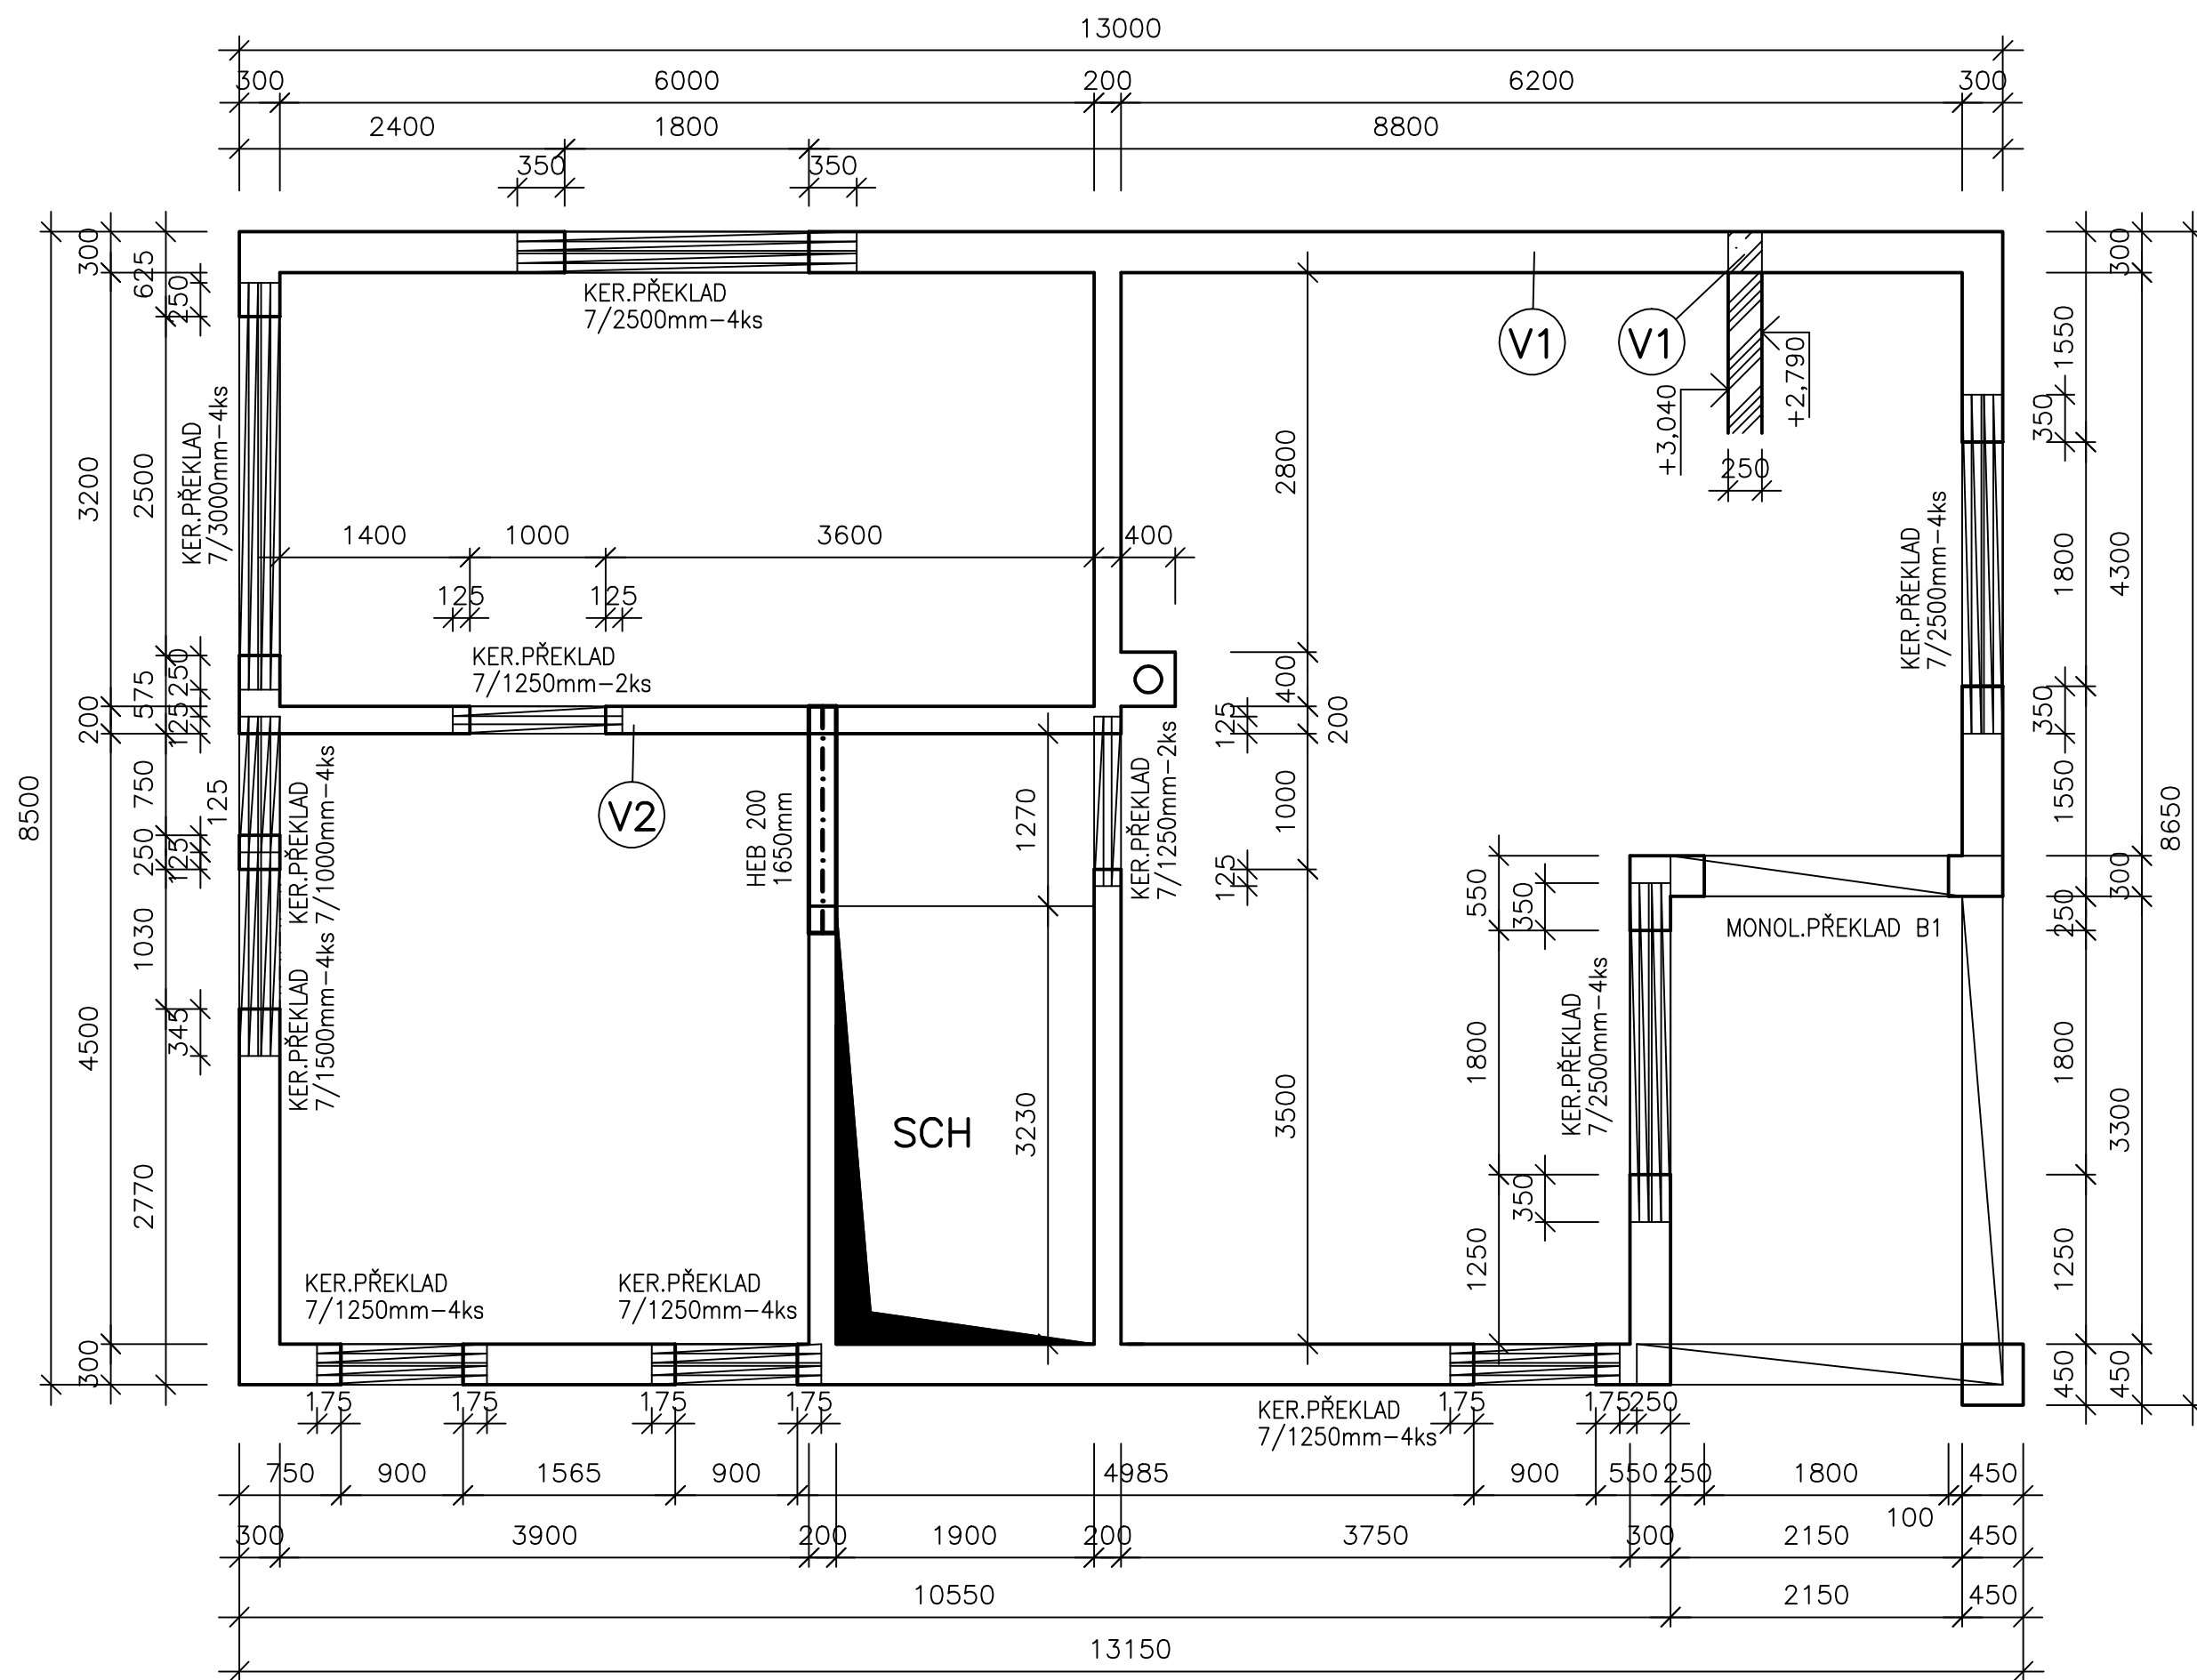 13000
300 6000 200 6200 300
2400 1800 8800
350 350
KER.PŘEKLAD
7/2500mm-4ks
V1 V1
+3,040 +2,790
250
8500
300 3200 200 4500 300
625 2500 575 750 250 1030 2770
250 250 125 125 345
125
KER.PŘEKLAD
7/3000mm-4ks
1400 1000 3600 400
125 125
KER.PŘEKLAD
7/1250mm-2ks
V2
KER.PŘEKLAD
7/1000mm-4ks
KER.PŘEKLAD
7/1500mm-4ks
HEB 200
1650mm
1270
3230
SCH
KER.PŘEKLAD
7/1250mm-2ks
125 125
2800 400 200 1000 3500
550 1800 1250
350 350
KER.PŘEKLAD
7/2500mm-4ks
KER.PŘEKLAD
7/2500mm-4ks
MONOL.PŘEKLAD B1
350 350
1550 1800 1550 250 1800 1250 450
300 4300 300 3300 450
8650
KER.PŘEKLAD
7/1250mm-4ks
KER.PŘEKLAD
7/1250mm-4ks
175 175 175 175
KER.PŘEKLAD
7/1250mm-4ks
175 175 250
750 900 1565 900 4985 900 550 250 1800 450
100
300 3900 200 1900 200 3750 300 2150 450
10550 2150 450
13150